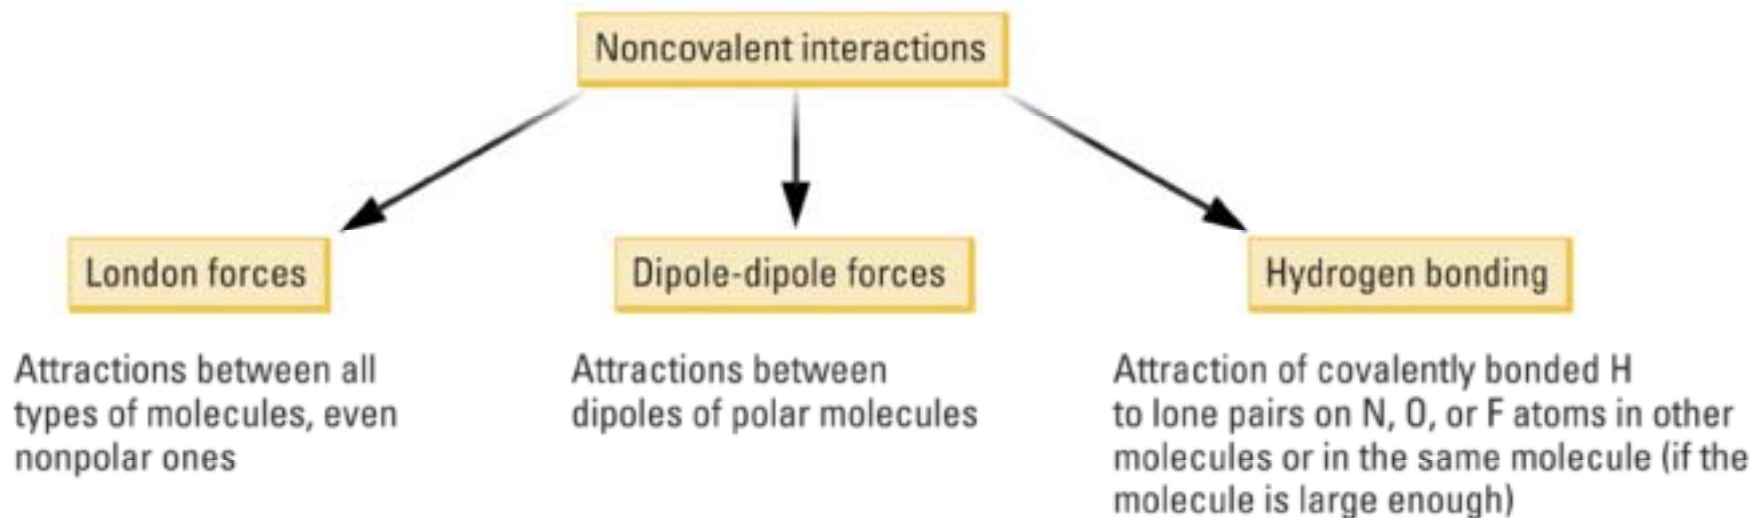 Noncovalent interactions
London forces
Dipole-dipole forces
Hydrogen bonding
Attractions between all
types of molecules, even
nonpolar ones
Attractions between
dipoles of polar molecules
Attraction of covalently bonded H
to lone pairs on N, O, or F atoms in other
molecules or in the same molecule (if the
molecule is large enough)